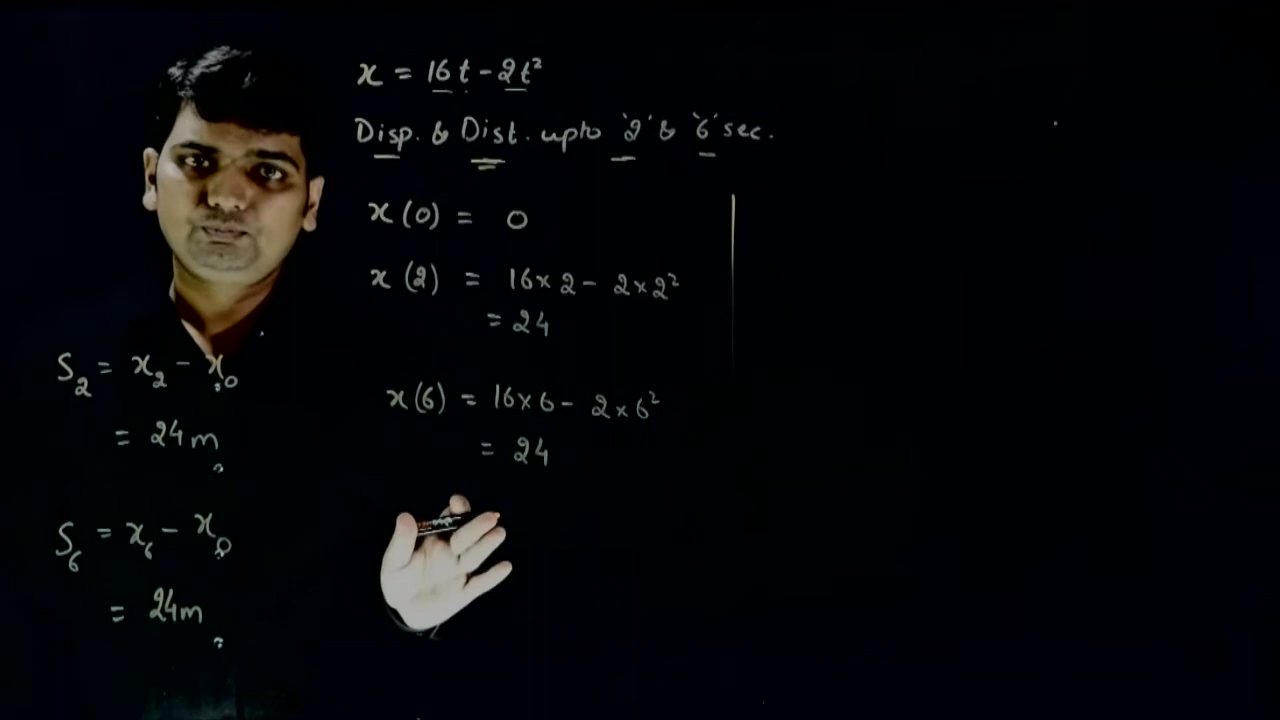 x = 16t - 2t²
Disp. & Dist. upto '2' & '6' sec.
x(0) = 0
x(2) = 16×2 - 2×2²
= 24
x(6) = 16×6 - 2×6²
= 24
S₂ = x₂ - x₀
= 24m
S₆ = x₆ - x₀
= 24m